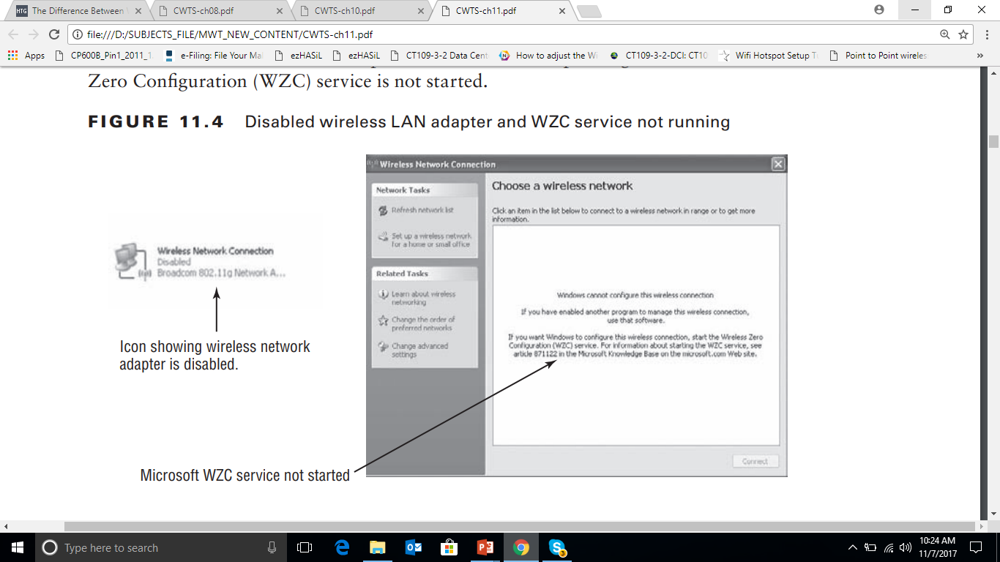 The Difference Between
CWTS-ch08.pdf
CWTS-ch10.pdf
CWTS-ch11.pdf
file:///D:/SUBJECTS_FILE/MWT_NEW_CONTENT/CWTS-ch11.pdf
Apps
CP600B_Pin1_2011_1
e-Filing: File Your Ma
ezHASiL
ezHASiL
CT109-3-2 Data Cent
How to adjust the Wi
CT109-3-2-DCI: CT10
Wifi Hotspot Setup T
Point to Point wireles
Zero Configuration (WZC) service is not started.
FIGURE 11.4 Disabled wireless LAN adapter and WZC service not running
Wireless Network Connection
Disabled
Broadcom 802.11g Network A...
Icon showing wireless network
adapter is disabled.
Microsoft WZC service not started
Wireless Network Connection
Network Tasks
Refresh network list
Set up a wireless network
for a home or small office
Related Tasks
Learn about wireless
networking
Change the order of
preferred networks
Change advanced
settings
Choose a wireless network
Click an item in the list below to connect to a wireless network in range or to get more
information.
Windows cannot configure this wireless connection
If you have enabled another program to manage this wireless connection,
use that software.
If you want Windows to configure this wireless connection, start the Wireless Zero
Configuration (WZC) service. For information about starting the WZC service, see
article 871122 in the Microsoft Knowledge Base on the microsoft.com Web site.
Connect
Type here to search
10:24 AM
11/7/2017